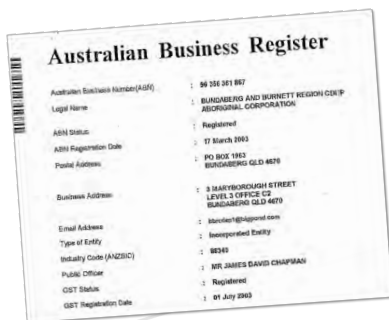 Australian Business Register
Australian Business Number(ABN) : 96 356 381 867
Legal Name : BUNDABERG AND BURNETT REGION CDEP
ABORIGINAL CORPORATION
ABN Status : Registered
ABN Registration Date : 17 March 2003
Postal Address : PO BOX 1963
BUNDABERG QLD 4670
Business Address : 3 MARYBOROUGH STREET
LEVEL 3 OFFICE C2
BUNDABERG QLD 4670
Email Address :
Type of Entity : Incorporated Entity
Industry Code (ANZSIC) :
Public Officer : MR JAMES DAVID CHAPMAN
GST Status : Registered
GST Registration Date : 01 July 2003